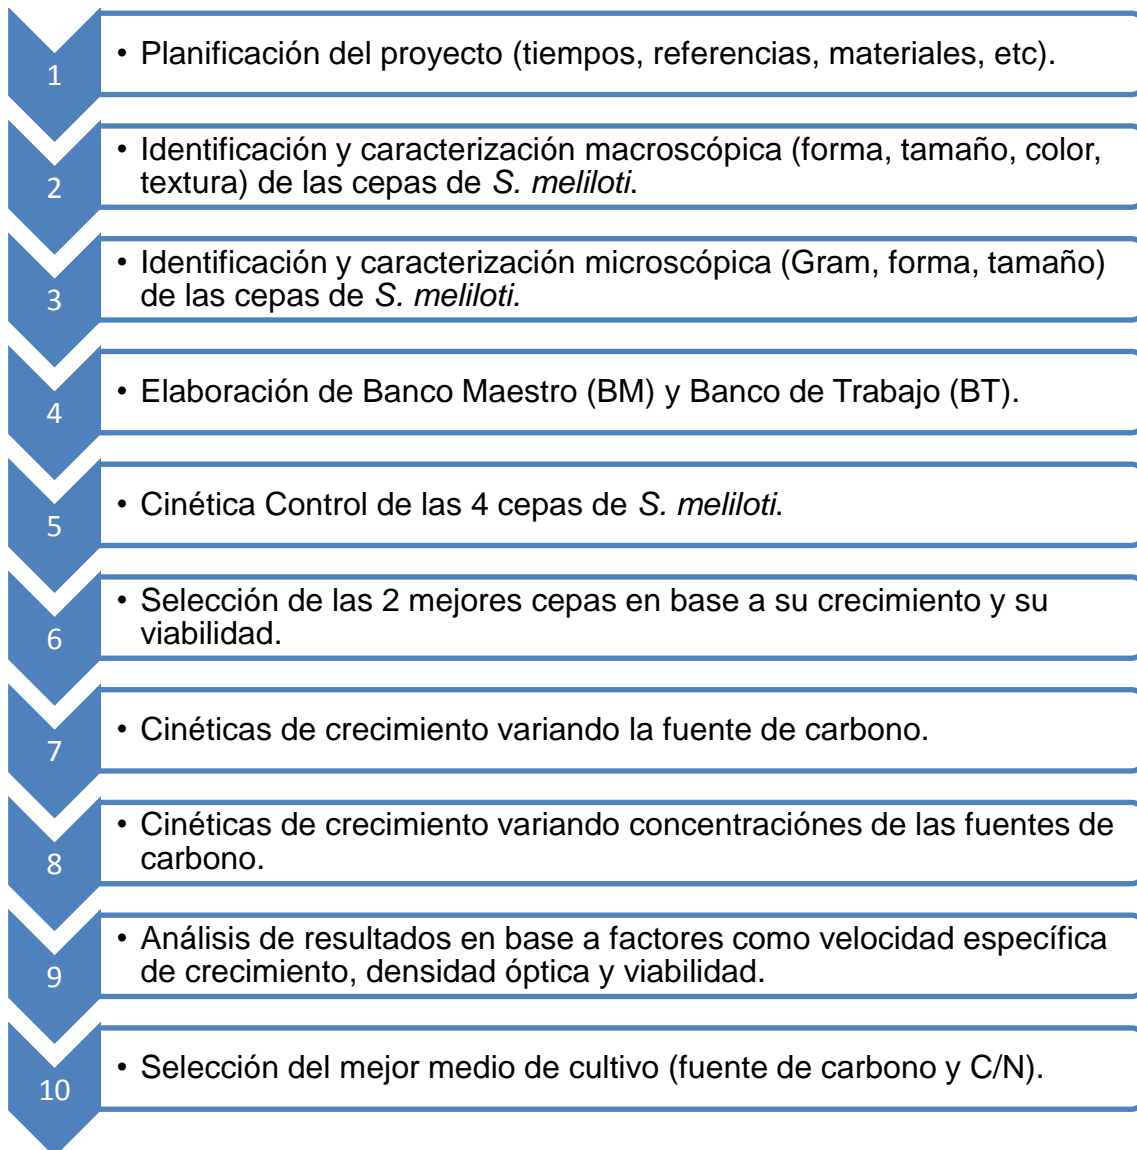 1
• Planificación del proyecto (tiempos, referencias, materiales, etc).
2
• Identificación y caracterización macroscópica (forma, tamaño, color,
textura) de las cepas de S. meliloti.
3
• Identificación y caracterización microscópica (Gram, forma, tamaño)
de las cepas de S. meliloti.
4
• Elaboración de Banco Maestro (BM) y Banco de Trabajo (BT).
5
• Cinética Control de las 4 cepas de S. meliloti.
6
• Selección de las 2 mejores cepas en base a su crecimiento y su
viabilidad.
7
• Cinéticas de crecimiento variando la fuente de carbono.
8
• Cinéticas de crecimiento variando concentraciónes de las fuentes de
carbono.
9
• Análisis de resultados en base a factores como velocidad específica
de crecimiento, densidad óptica y viabilidad.
10
• Selección del mejor medio de cultivo (fuente de carbono y C/N).